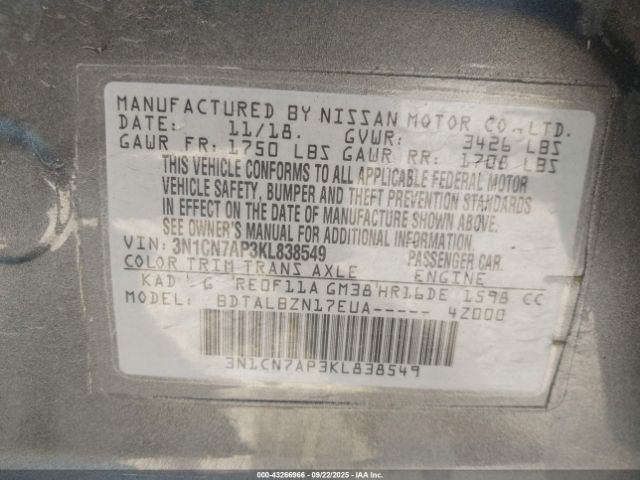 MANUFACTURED BY NISSAN MOTOR CO., LTD.
DATE: 11/18. GVWR: 3426 LBS
GAWR FR: 1750 LBS GAWR RR: 1708 LBS
THIS VEHICLE CONFORMS TO ALL APPLICABLE FEDERAL MOTOR
VEHICLE SAFETY, BUMPER AND THEFT PREVENTION STANDARDS
IN EFFECT ON THE DATE OF MANUFACTURE SHOWN ABOVE.
SEE OWNER'S MANUAL FOR ADDITIONAL INFORMATION.
VIN: 3N1CN7AP3KL838549 PASSENGER CAR.
COLOR TRIM TRANS AXLE ENGINE
KAD G RE0F11A GM38 HR16DE 1598 CC
MODEL: BDTALBZN17EUA----- 4Z000
3N1CN7AP3KL838549
000-43266966 (09/22/2025 - IAA Inc.)